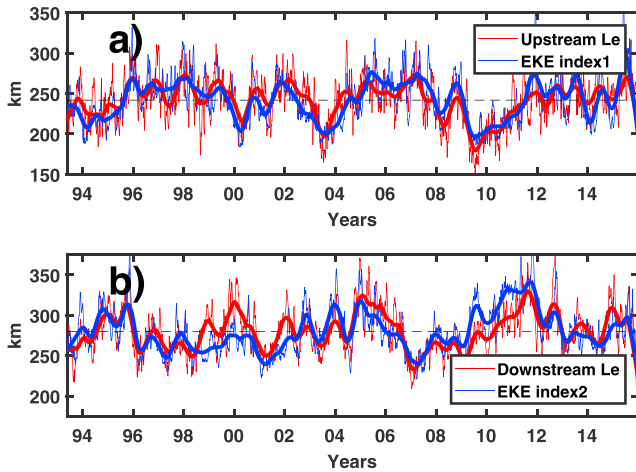 350
300
250
200
150
km
a)
Upstream Le
EKE index1
94 96 98 00 02 04 06 08 10 12 14
Years
350
300
250
200
km
b)
Downstream Le
EKE index2
94 96 98 00 02 04 06 08 10 12 14
Years